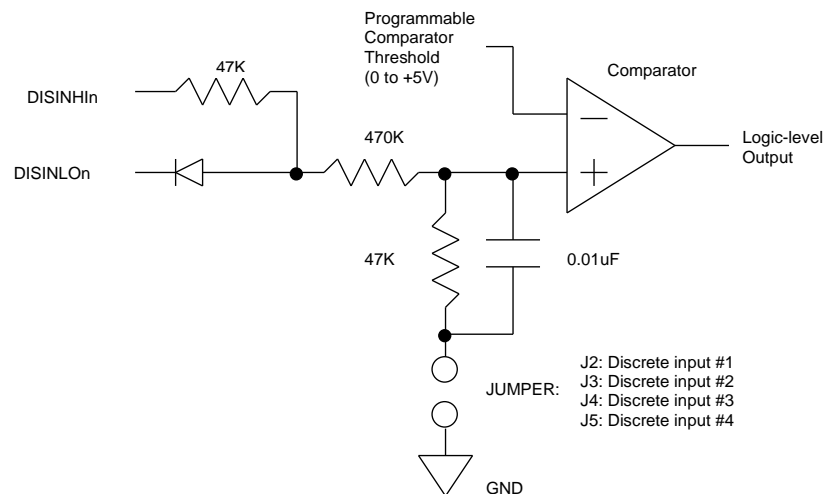 Programmable
Comparator
Threshold
(0 to +5V)
Comparator
47K
DISINHIn
470K
DISINLOn
Logic-level
Output
47K
0.01uF
JUMPER:
J2: Discrete input #1
J3: Discrete input #2
J4: Discrete input #3
J5: Discrete input #4
GND